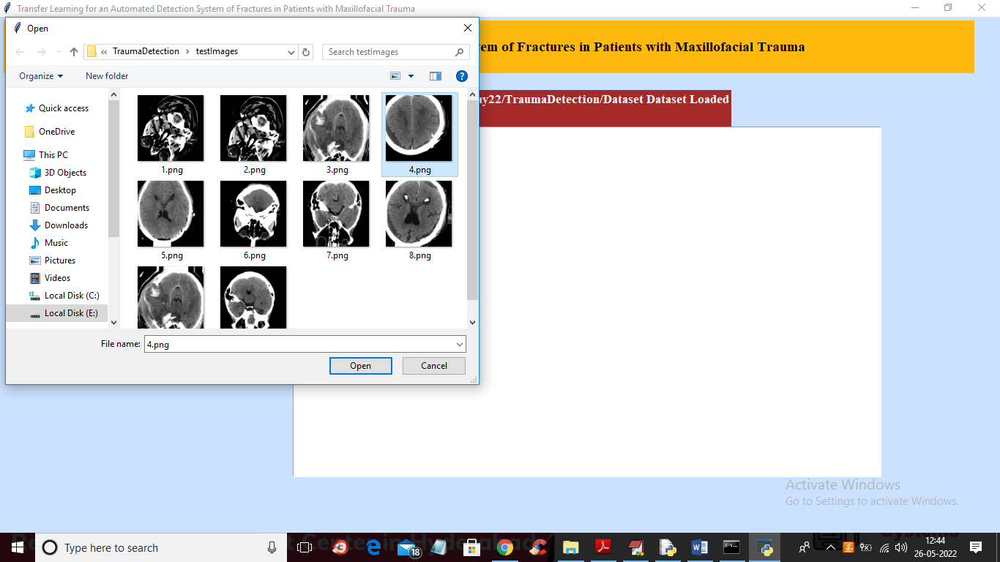 Transfer Learning for an Automated Detection System of Fractures in Patients with Maxillofacial Trauma
Open
tem of Fractures in Patients with Maxillofacial Trauma
« TraumaDetection > testImages
Search testImages
Organize
New folder
ay22/TraumaDetection/Dataset Dataset Loaded
Quick access
OneDrive
This PC
3D Objects
Desktop
Documents
Downloads
Music
Pictures
Videos
Local Disk (C:)
Local Disk (E:)
1.png
2.png
3.png
4.png
5.png
6.png
7.png
8.png
File name:
4.png
Open
Cancel
Activate Windows
Go to Settings to activate Windows.
Type here to search
18
12:44
26-05-2022